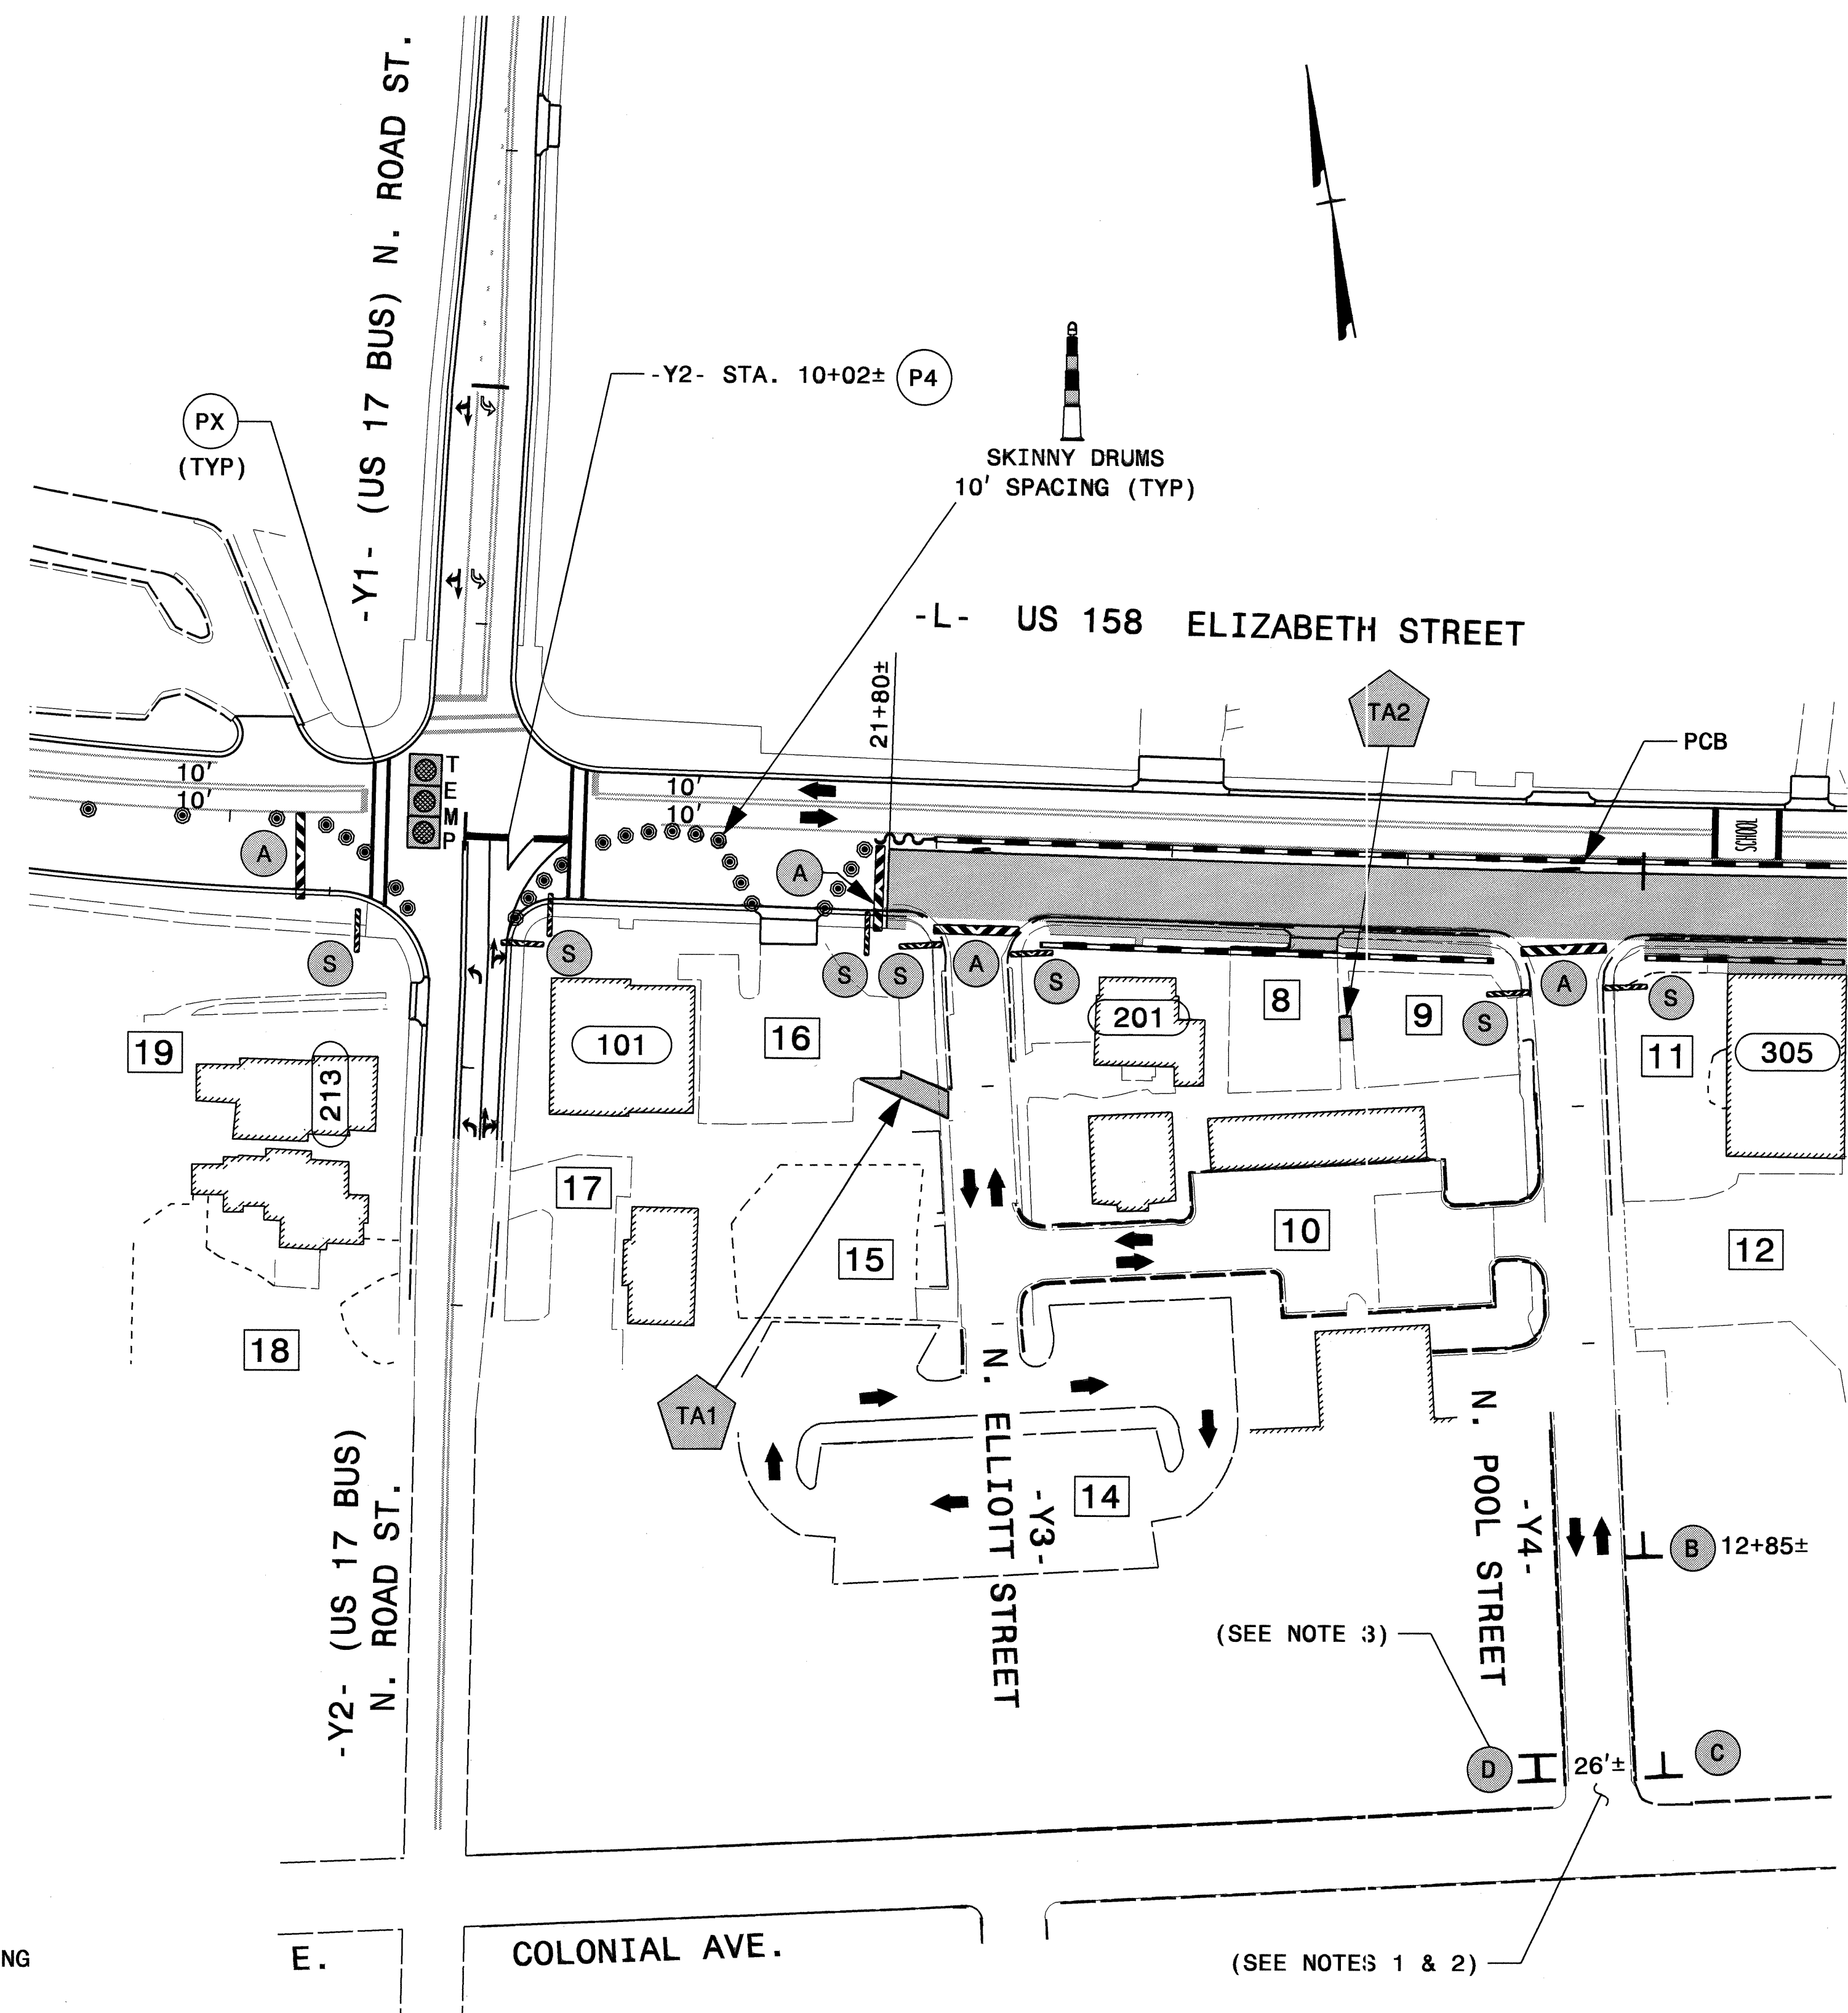 -Y1- (US 17 BUS) N. ROAD ST.
-Y2- STA. 10+02± P4
PX
(TYP)
SKINNY DRUMS
10' SPACING (TYP)
-L- US 158 ELIZABETH STREET
21+80±
TA2
PCB
TEMP
10'
10'
10'
10'
SCHOOL
A
A
S
S
S
S
A
S
S
A
S
19
213
101
16
201
8
9
11
305
17
15
10
12
18
TA1
14
N. ELLIOTT STREET
-Y3-
N. POOL STREET
-Y4-
B 12+85±
-Y2- (US 17 BUS)
N. ROAD ST.
(SEE NOTE 3)
D
26'±
C
E. COLONIAL AVE.
(SEE NOTES 1 & 2)
NG